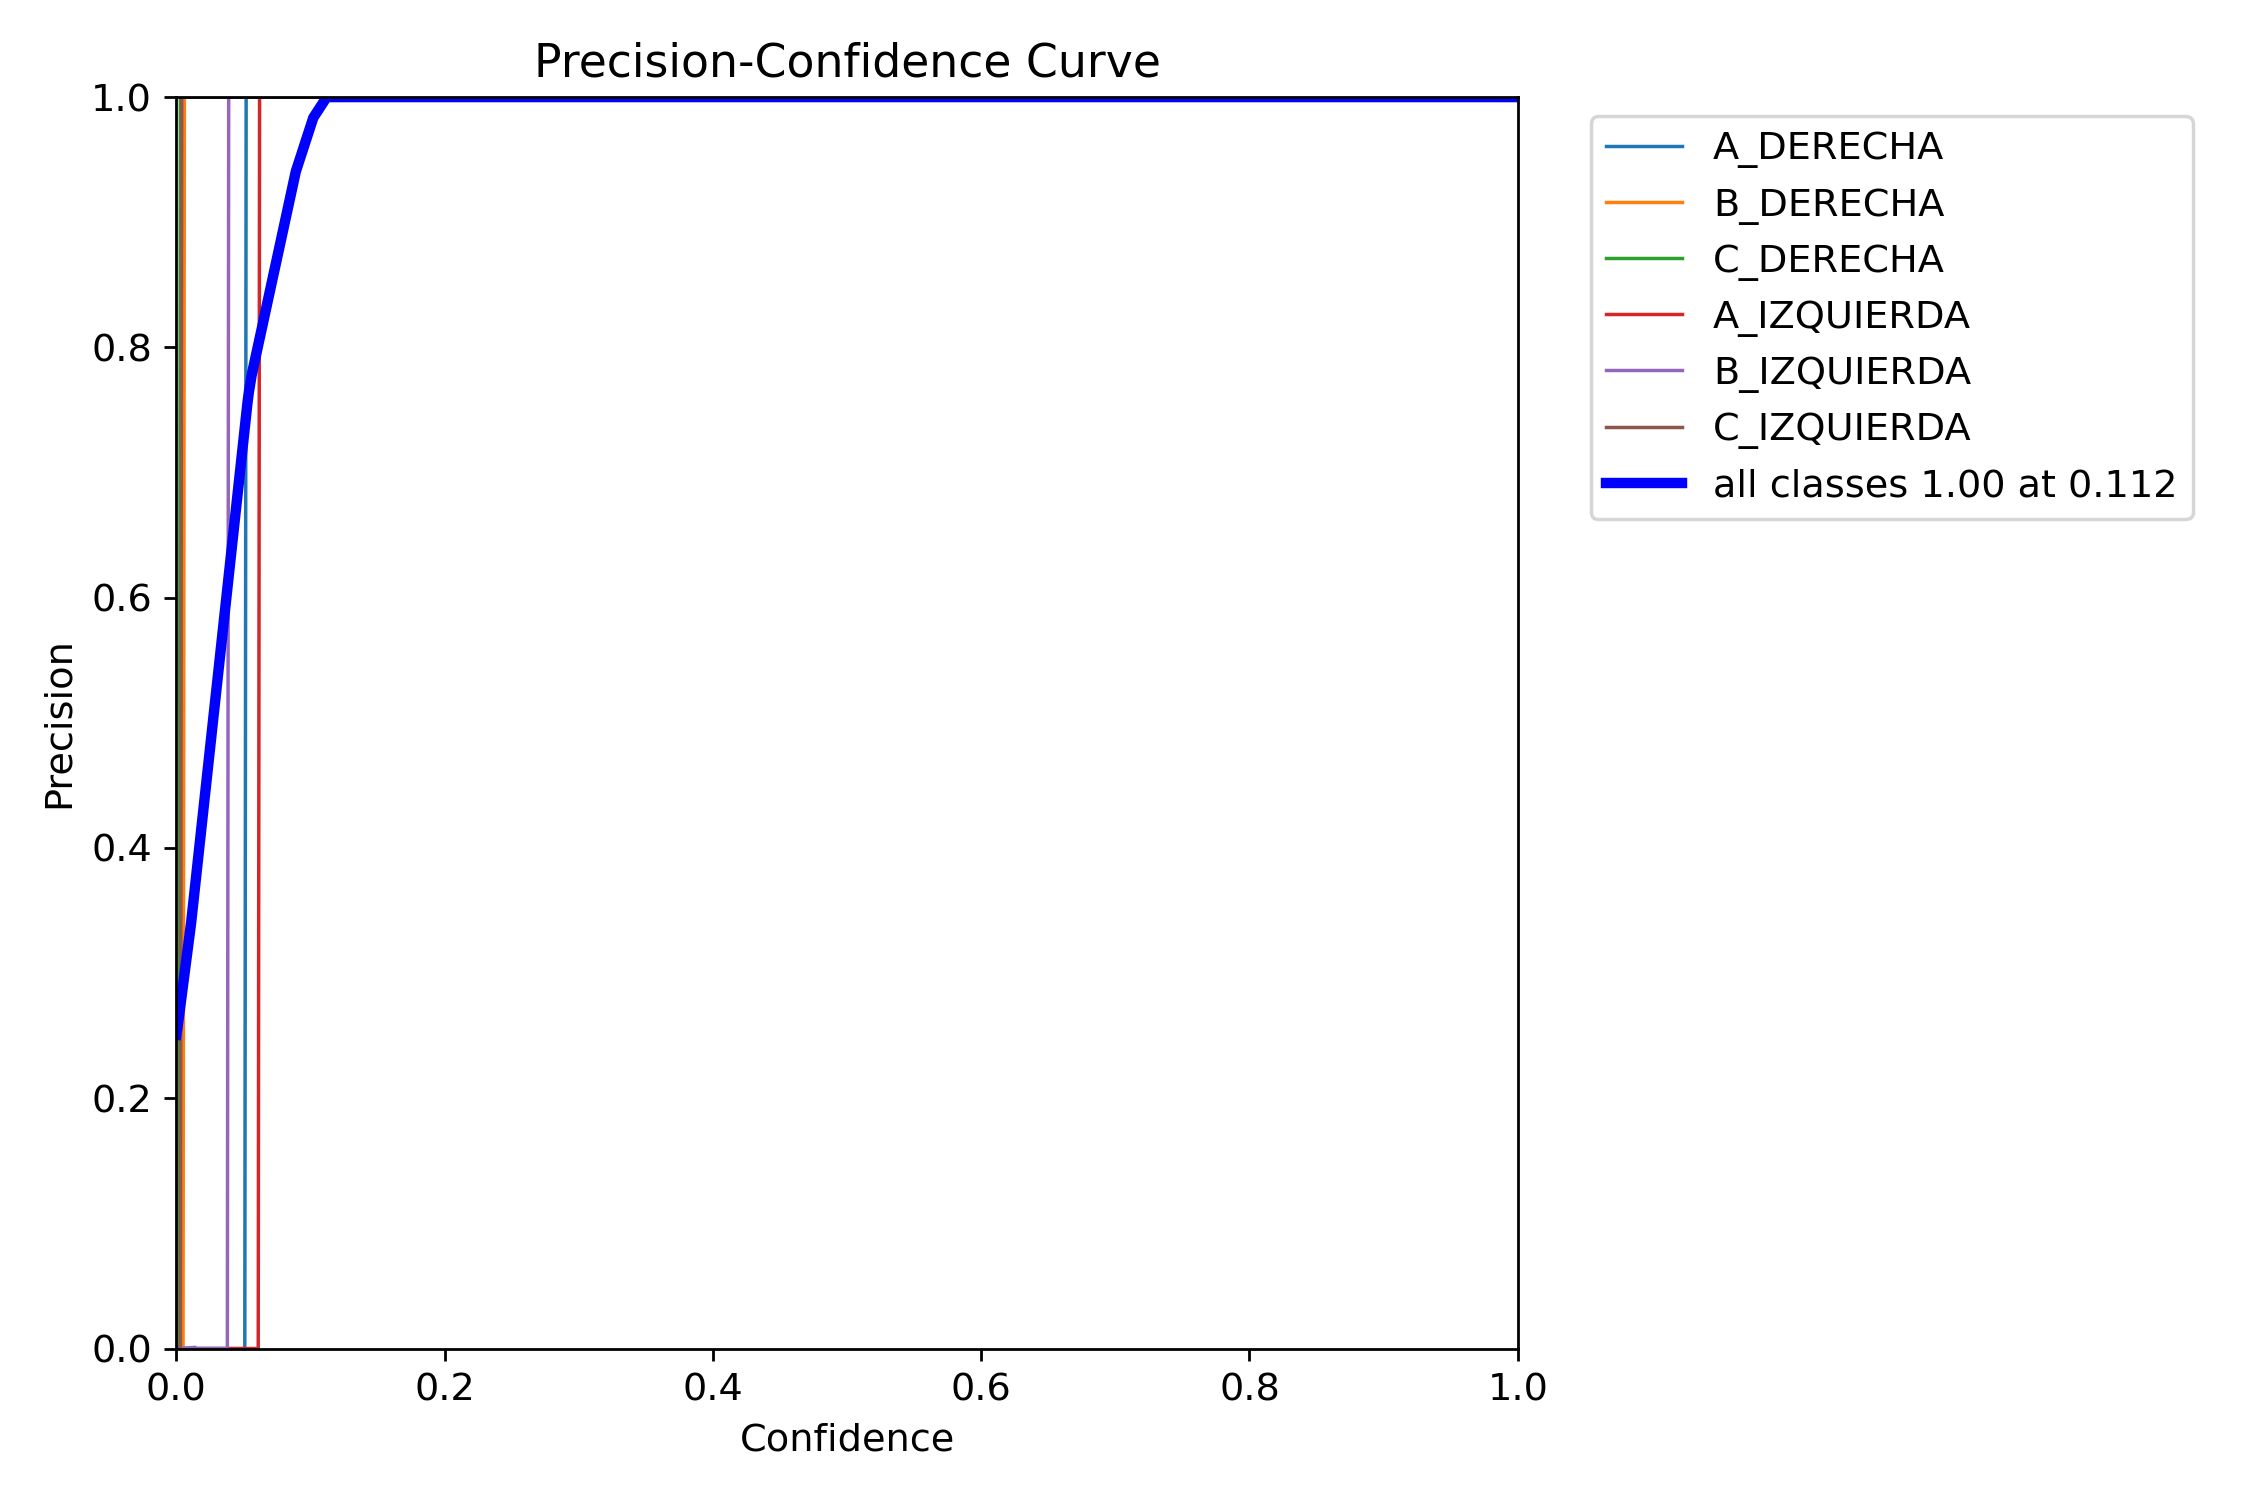 Precision-Confidence Curve
1.0
0.8
0.6
0.4
0.2
0.0
Precision
0.0 0.2 0.4 0.6 0.8 1.0
Confidence
A_DERECHA
B_DERECHA
C_DERECHA
A_IZQUIERDA
B_IZQUIERDA
C_IZQUIERDA
all classes 1.00 at 0.112